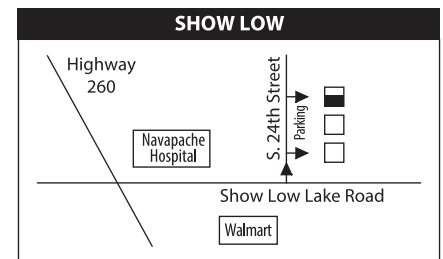 SHOW LOW
Highway
260
S. 24th Street
Parking
Navapache
Hospital
Show Low Lake Road
Walmart